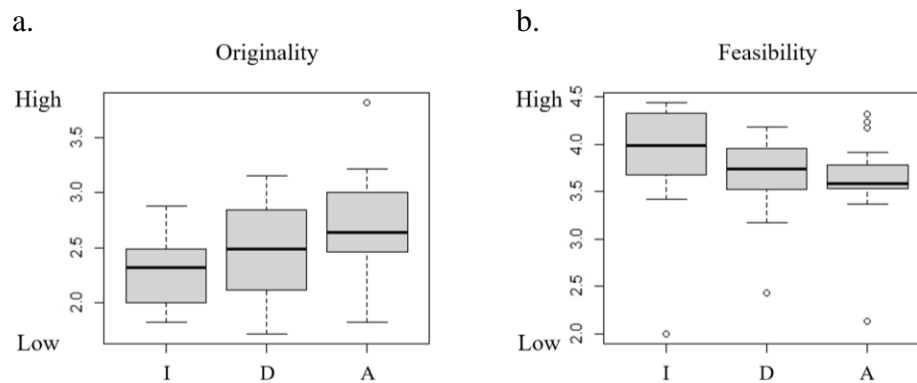 a.
Originality
High
3.5
3.0
2.5
2.0
Low
I D A
b.
Feasibility
High
4.5
4.0
3.5
3.0
2.5
2.0
Low
I D A